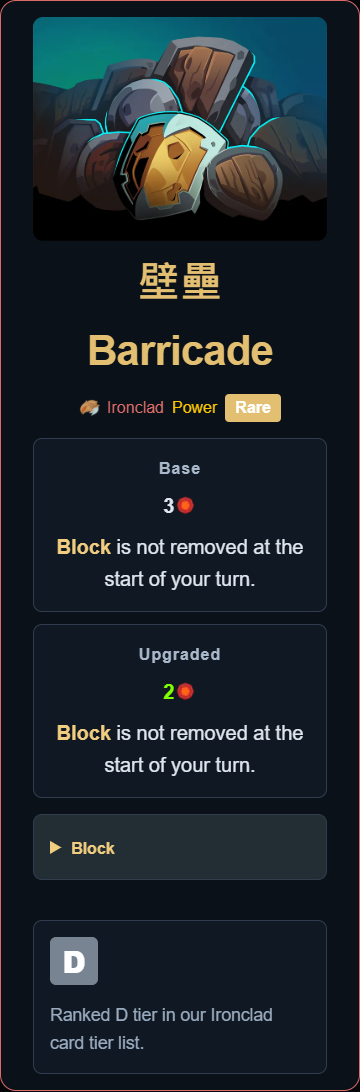 壁壘
Barricade
Ironclad Power Rare
Base
3
Block is not removed at the
start of your turn.
Upgraded
2
Block is not removed at the
start of your turn.
Block
D
Ranked D tier in our Ironclad
card tier list.